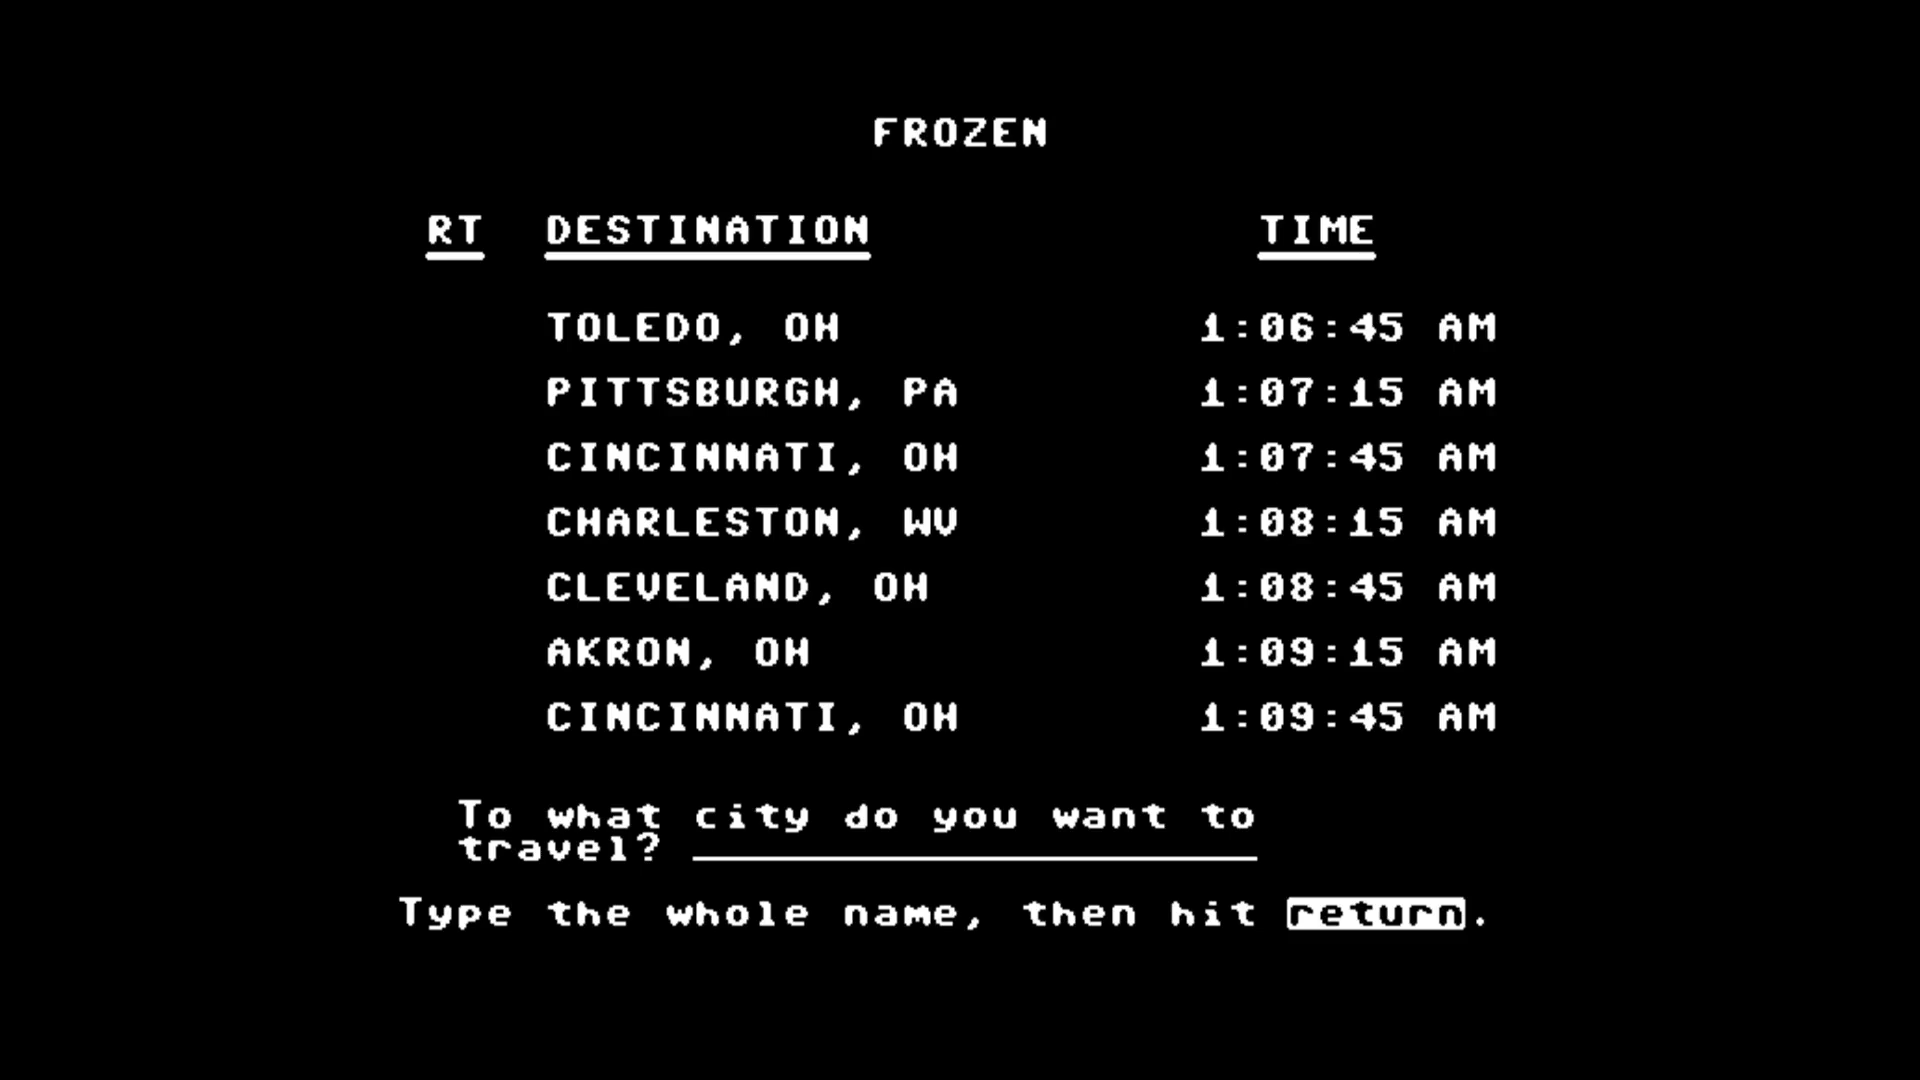 FROZEN
RT DESTINATION TIME
TOLEDO, OH 1:06:45 AM
PITTSBURGH, PA 1:07:15 AM
CINCINNATI, OH 1:07:45 AM
CHARLESTON, WV 1:08:15 AM
CLEVELAND, OH 1:08:45 AM
AKRON, OH 1:09:15 AM
CINCINNATI, OH 1:09:45 AM
To what city do you want to
travel?
Type the whole name, then hit return.